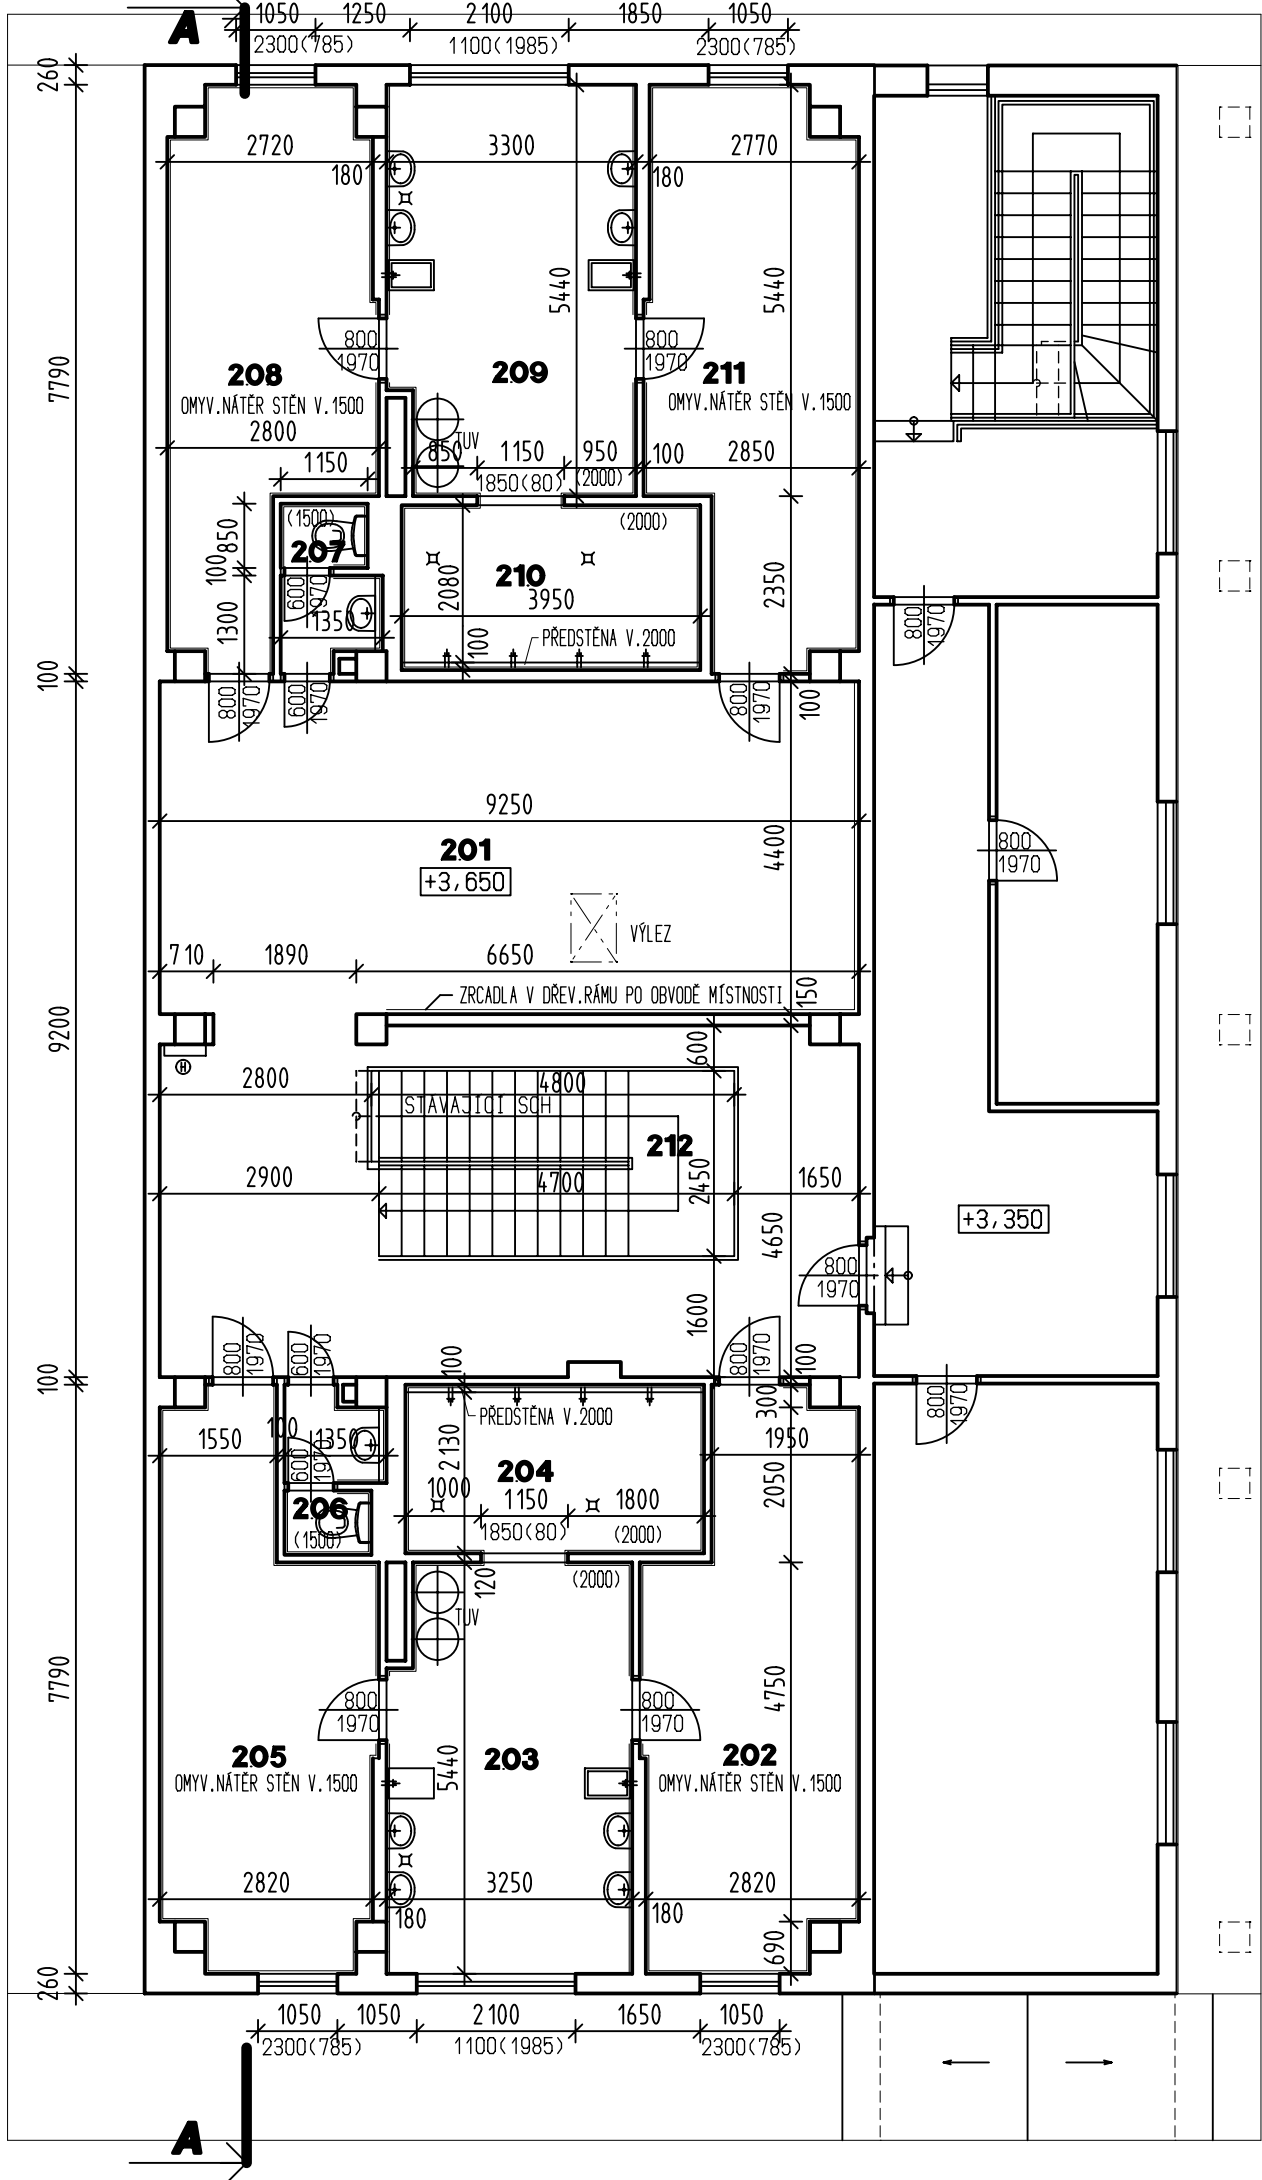 A
1050 1250 2100 1850 1050
2300(785) 1100(1985) 2300(785)
260
2720 3300 2770
180 180
5440 5440
800 800
1970 1970
7790
208 209 211
OMYV.NÁTĚR STĚN V.1500 OMYV.NÁTĚR STĚN V.1500
2800 TUV
850 1150 950 100 2850
1150 1850(80) (2000)
(1500) (2000)
850
207
100 210
600 1970 2080 3950 2350
1300 1350
PŘEDSTĚNA V.2000
100
800 1970
100
800 1970 600 1970 800 1970 100
9250
201
+3,650
4400
800
1970
VÝLEZ
710 1890 6650
ZRCADLA V DŘEV.RÁMU PO OBVODĚ MÍSTNOSTI
150
9200
600
H
2800 4800
STÁVAJÍCÍ SCH
212
2900 4700 2450 1650
+3,350
4650
800
1970
1600
800 1970 600 1970 800 1970
100 100 100
800 1970
300
PŘEDSTĚNA V.2000
1550 100 1350 1950
600 1970 2130 2050
204
1000 1150 1800
206
(1500) 1850(80) (2000)
120 (2000)
TUV
7790
4750
800 800
1970 1970
205 203 202
OMYV.NÁTĚR STĚN V.1500 OMYV.NÁTĚR STĚN V.1500
5440
2820 3250 2820
180 180
690
260
1050 1050 2100 1650 1050
2300(785) 1100(1985) 2300(785)
A